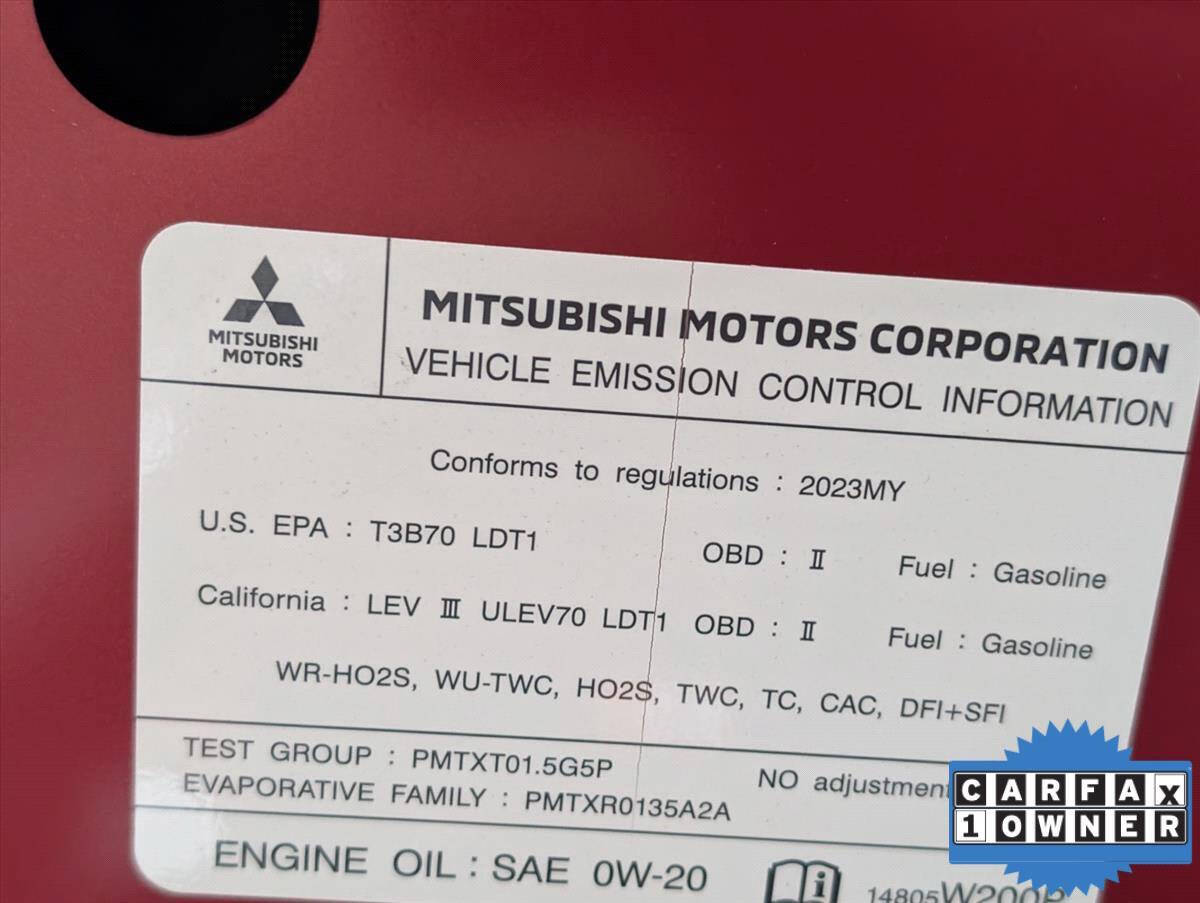 MITSUBISHI
MOTORS
MITSUBISHI MOTORS CORPORATION
VEHICLE EMISSION CONTROL INFORMATION
Conforms to regulations : 2023MY
U.S. EPA : T3B70 LDT1 OBD : Ⅱ Fuel : Gasoline
California : LEV Ⅲ ULEV70 LDT1 OBD : Ⅱ Fuel : Gasoline
WR-HO2S, WU-TWC, HO2S, TWC, TC, CAC, DFI+SFI
TEST GROUP : PMTXT01.5G5P
EVAPORATIVE FAMILY : PMTXR0135A2A
NO adjustment
ENGINE OIL : SAE 0W-20
i
CARFAX
1 OWNER